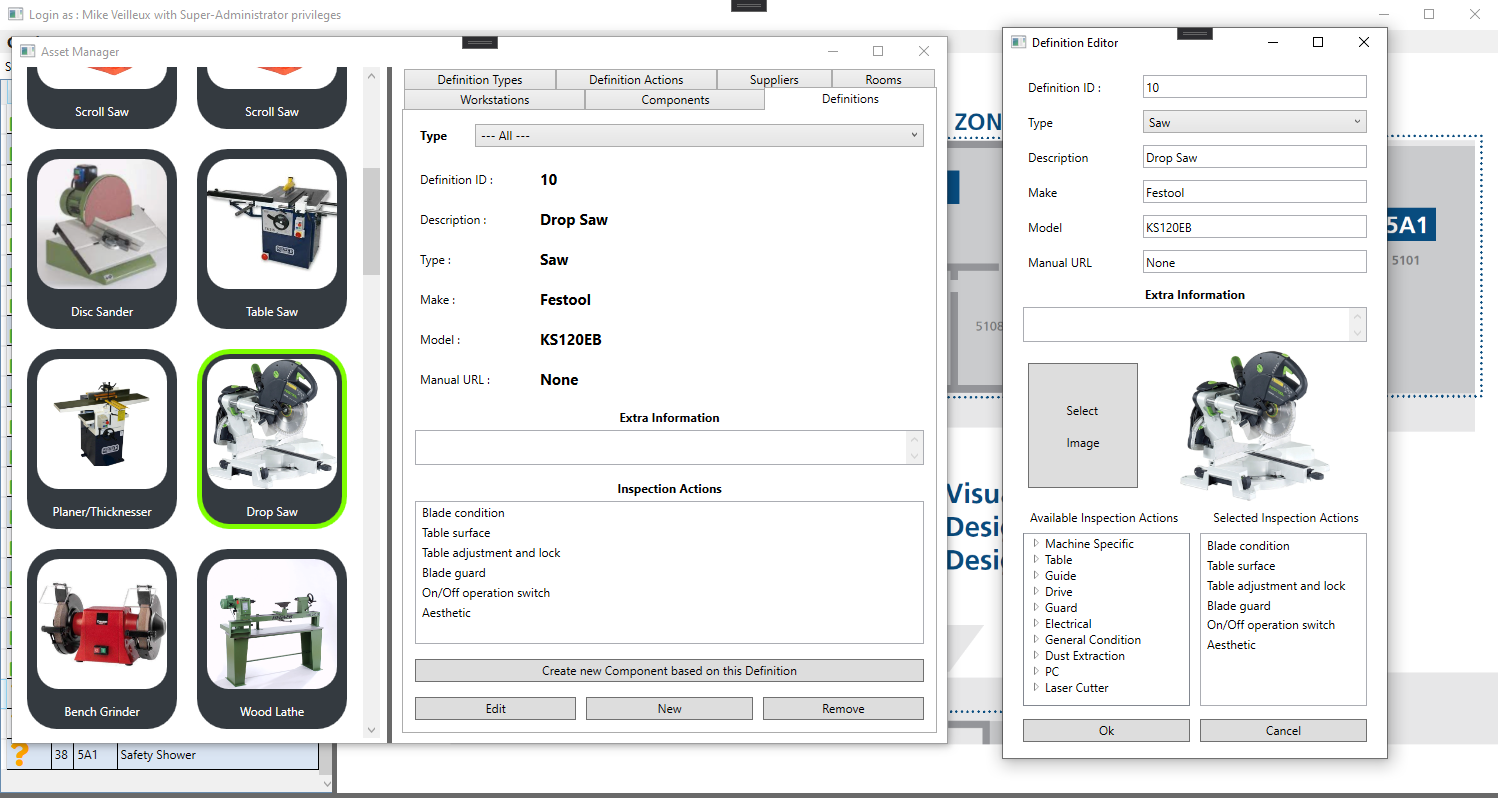 Login as : Mike Veilleux with Super-Administrator privileges
Asset Manager
Scroll Saw
Scroll Saw
Disc Sander
Table Saw
Planer/Thicknesser
Drop Saw
Bench Grinder
Wood Lathe
38 5A1 Safety Shower
Definition Types Definition Actions Suppliers Rooms
Workstations Components Definitions
Type --- All ---
Definition ID : 10
Description : Drop Saw
Type : Saw
Make : Festool
Model : KS120EB
Manual URL : None
Extra Information
Inspection Actions
Blade condition
Table surface
Table adjustment and lock
Blade guard
On/Off operation switch
Aesthetic
Create new Component based on this Definition
Edit New Remove
ZON
5108
Visu
Desi
Desi
Definition Editor
Definition ID : 10
Type Saw
Description Drop Saw
Make Festool
Model KS120EB
Manual URL None
Extra Information
Select
Image
Available Inspection Actions
Machine Specific
Table
Guide
Drive
Guard
Electrical
General Condition
Dust Extraction
PC
Laser Cutter
Selected Inspection Actions
Blade condition
Table surface
Table adjustment and lock
Blade guard
On/Off operation switch
Aesthetic
Ok Cancel
5A1
5101